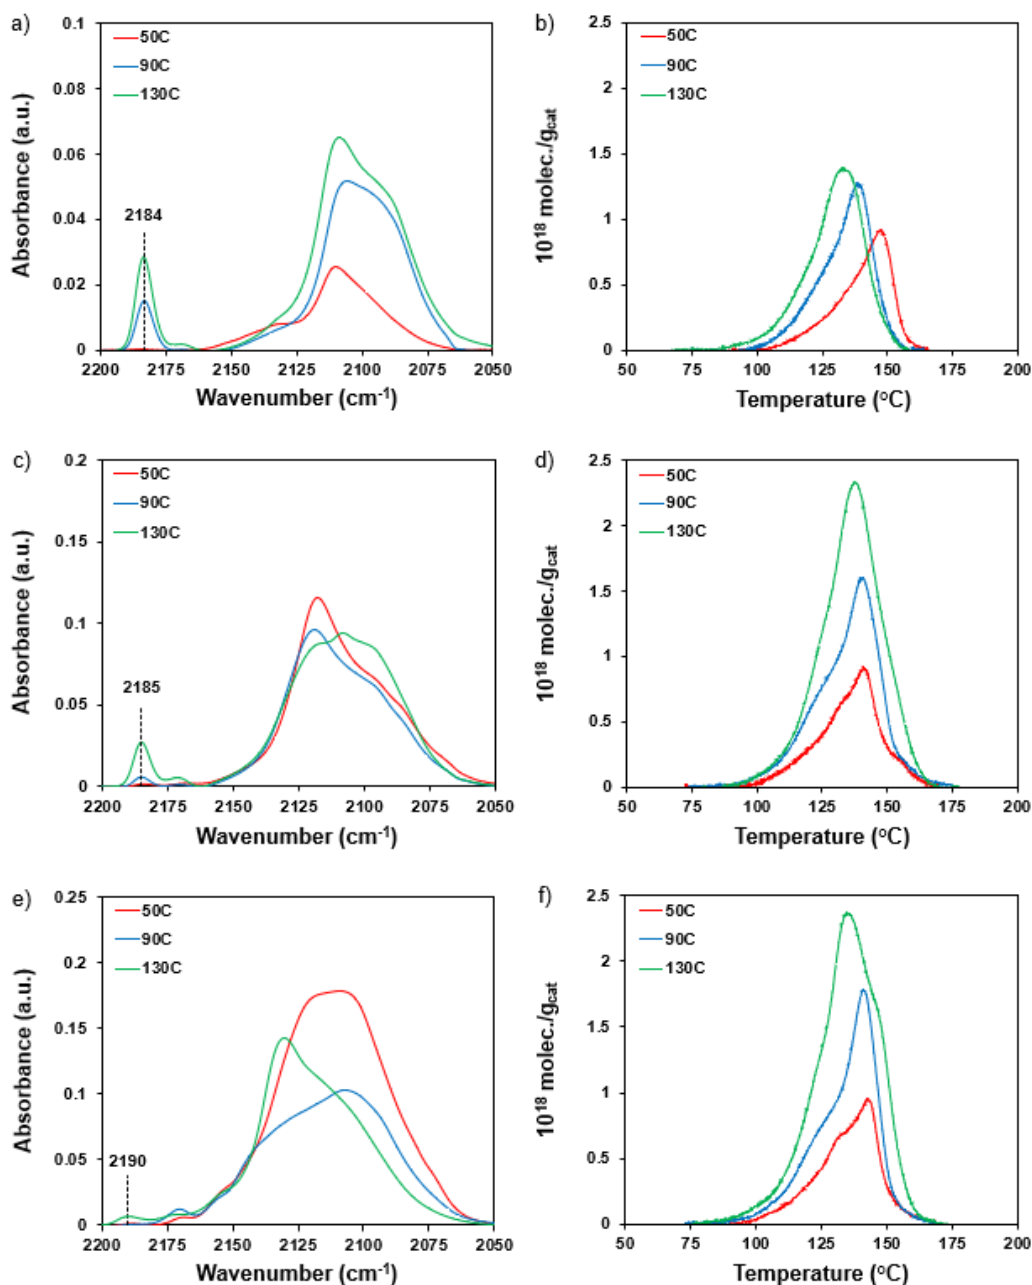 a)
Absorbance (a.u.)
0.1
0.08
0.06
0.04
0.02
0
50C
90C
130C
2184
2200 2175 2150 2125 2100 2075 2050
Wavenumber (cm⁻¹)
b)
10¹⁸ molec./g_cat
2.5
2
1.5
1
0.5
0
50C
90C
130C
50 75 100 125 150 175 200
Temperature (°C)
c)
Absorbance (a.u.)
0.2
0.15
0.1
0.05
0
50C
90C
130C
2185
2200 2175 2150 2125 2100 2075 2050
Wavenumber (cm⁻¹)
d)
10¹⁸ molec./g_cat
2.5
2
1.5
1
0.5
0
50C
90C
130C
50 75 100 125 150 175 200
Temperature (°C)
e)
Absorbance (a.u.)
0.25
0.2
0.15
0.1
0.05
0
50C
90C
130C
2190
2200 2175 2150 2125 2100 2075 2050
Wavenumber (cm⁻¹)
f)
10¹⁸ molec./g_cat
2.5
2
1.5
1
0.5
0
50C
90C
130C
50 75 100 125 150 175 200
Temperature (°C)